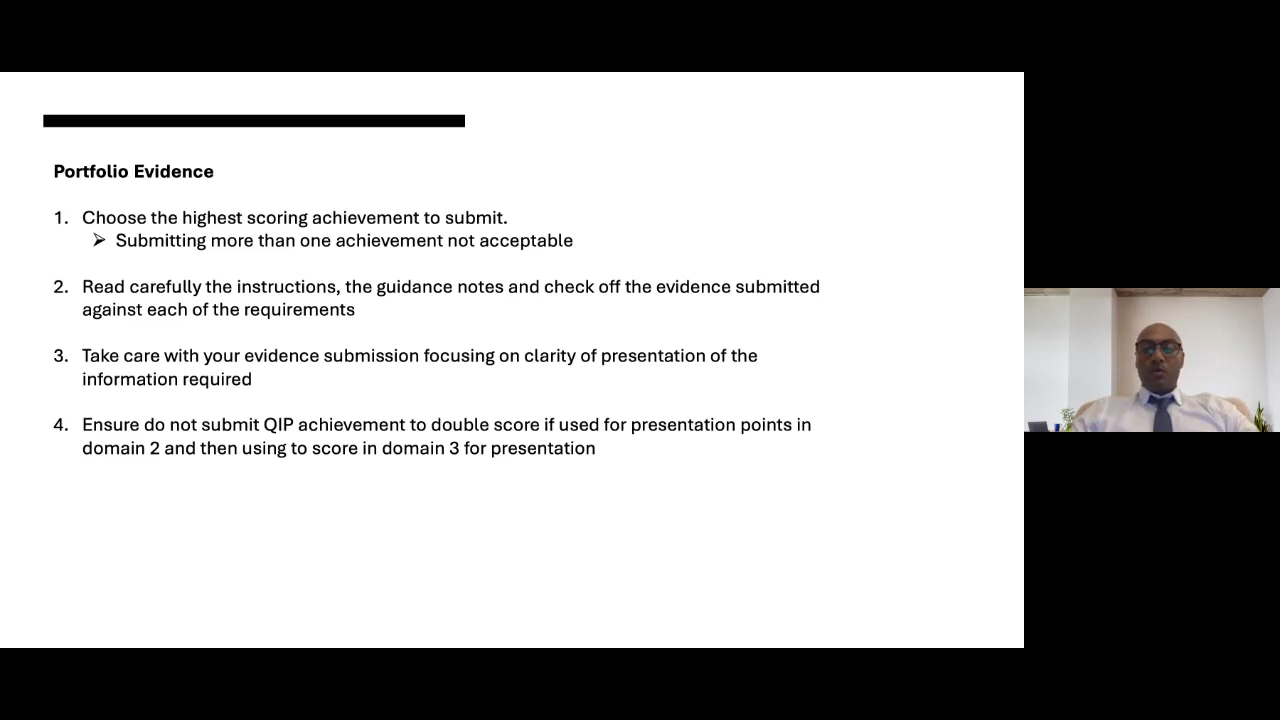 Portfolio Evidence
1. Choose the highest scoring achievement to submit.
➢ Submitting more than one achievement not acceptable
2. Read carefully the instructions, the guidance notes and check off the evidence submitted
against each of the requirements
3. Take care with your evidence submission focusing on clarity of presentation of the
information required
4. Ensure do not submit QIP achievement to double score if used for presentation points in
domain 2 and then using to score in domain 3 for presentation